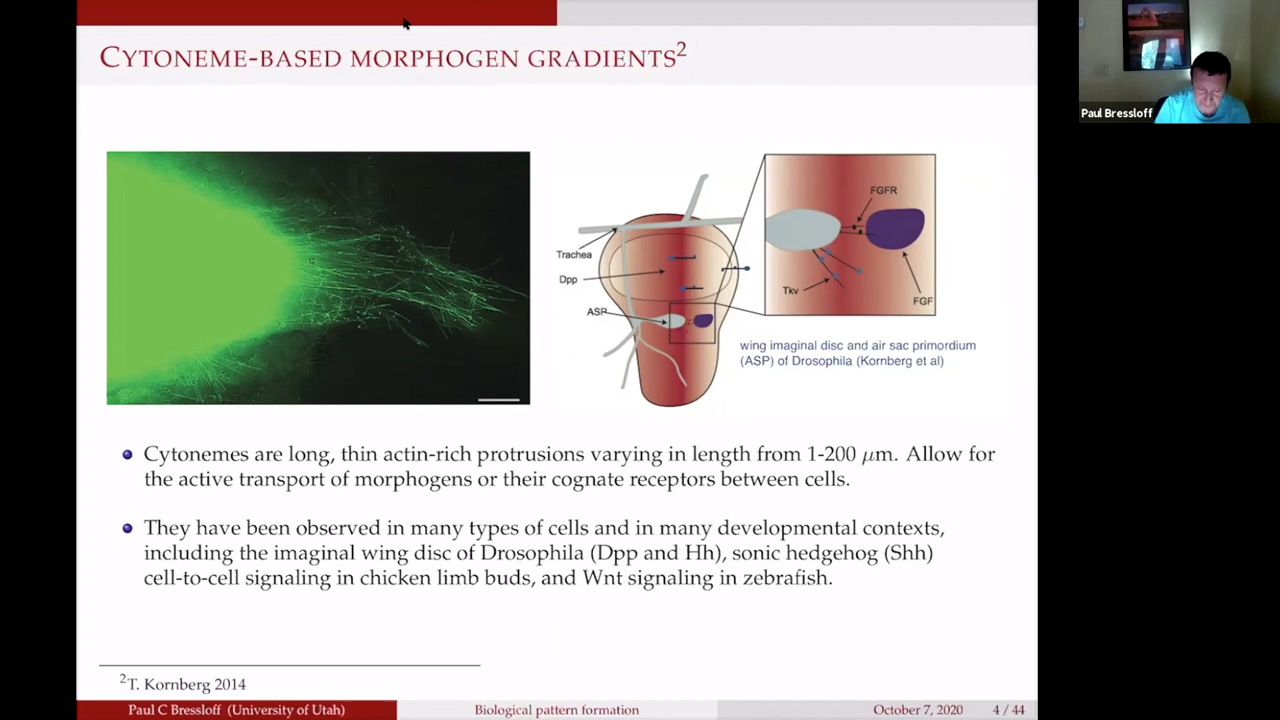 CYTONEME-BASED MORPHOGEN GRADIENTS2
Paul Bressloff
Trachea
Dpp
ASP
FGFR
Tkv
FGF
wing imaginal disc and air sac primordium
(ASP) of Drosophila (Kornberg et al)
Cytonemes are long, thin actin-rich protrusions varying in length from 1-200 μm. Allow for
the active transport of morphogens or their cognate receptors between cells.
They have been observed in many types of cells and in many developmental contexts,
including the imaginal wing disc of Drosophila (Dpp and Hh), sonic hedgehog (Shh)
cell-to-cell signaling in chicken limb buds, and Wnt signaling in zebrafish.
2T. Kornberg 2014
Paul C Bressloff (University of Utah) Biological pattern formation October 7, 2020 4 / 44